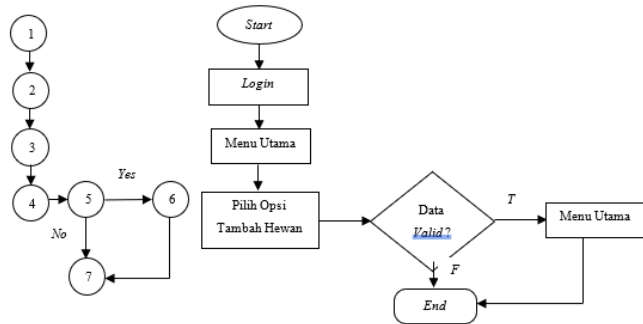 1
2
3
4
5
6
7
Yes
No
Start
Login
Menu Utama
Pilih Opsi
Tambah Hewan
Data
Valid ?
T
F
Menu Utama
End